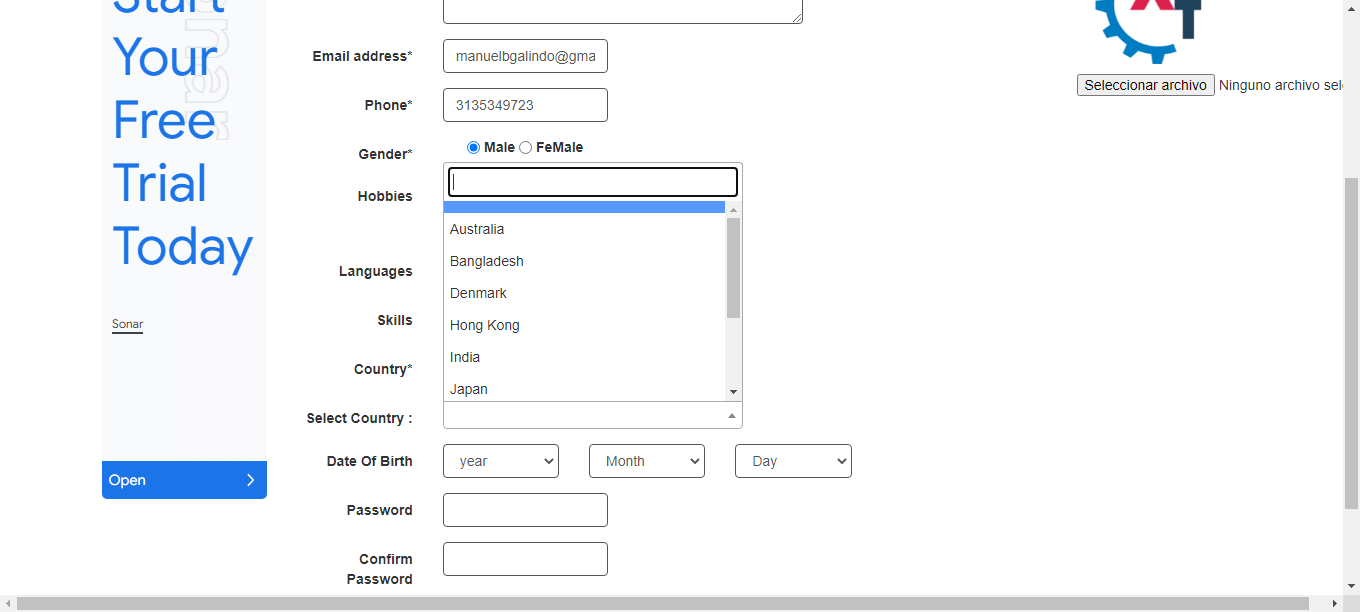 Start
Your
Free
Trial
Today
Sonar
Open
Email address*
manuelbgalindo@gma
Phone*
3135349723
Gender*
Male FeMale
Hobbies
Languages
Skills
Country*
Select Country :
Australia
Bangladesh
Denmark
Hong Kong
India
Japan
Date Of Birth
year Month Day
Password
Confirm
Password
Seleccionar archivo Ninguno archivo sel